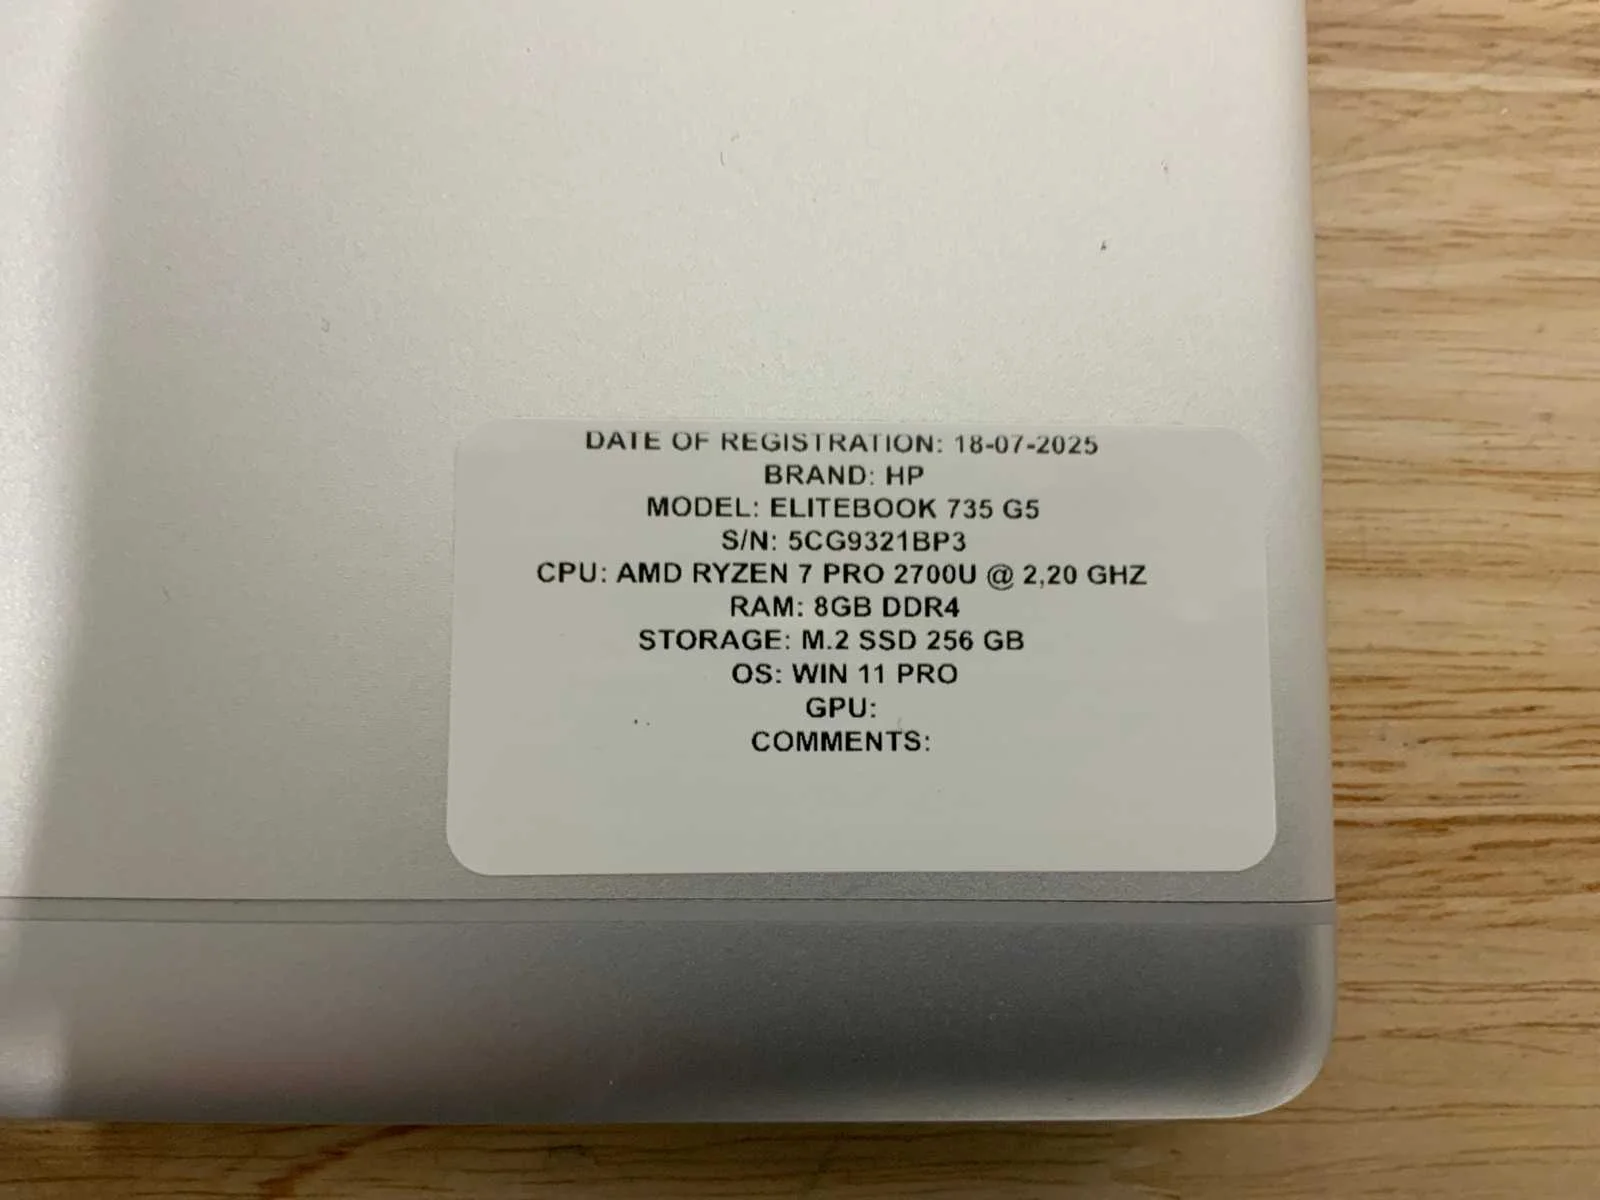 DATE OF REGISTRATION: 18-07-2025
BRAND: HP
MODEL: ELITEBOOK 735 G5
S/N: 5CG9321BP3
CPU: AMD RYZEN 7 PRO 2700U @ 2,20 GHZ
RAM: 8GB DDR4
STORAGE: M.2 SSD 256 GB
OS: WIN 11 PRO
GPU:
COMMENTS: